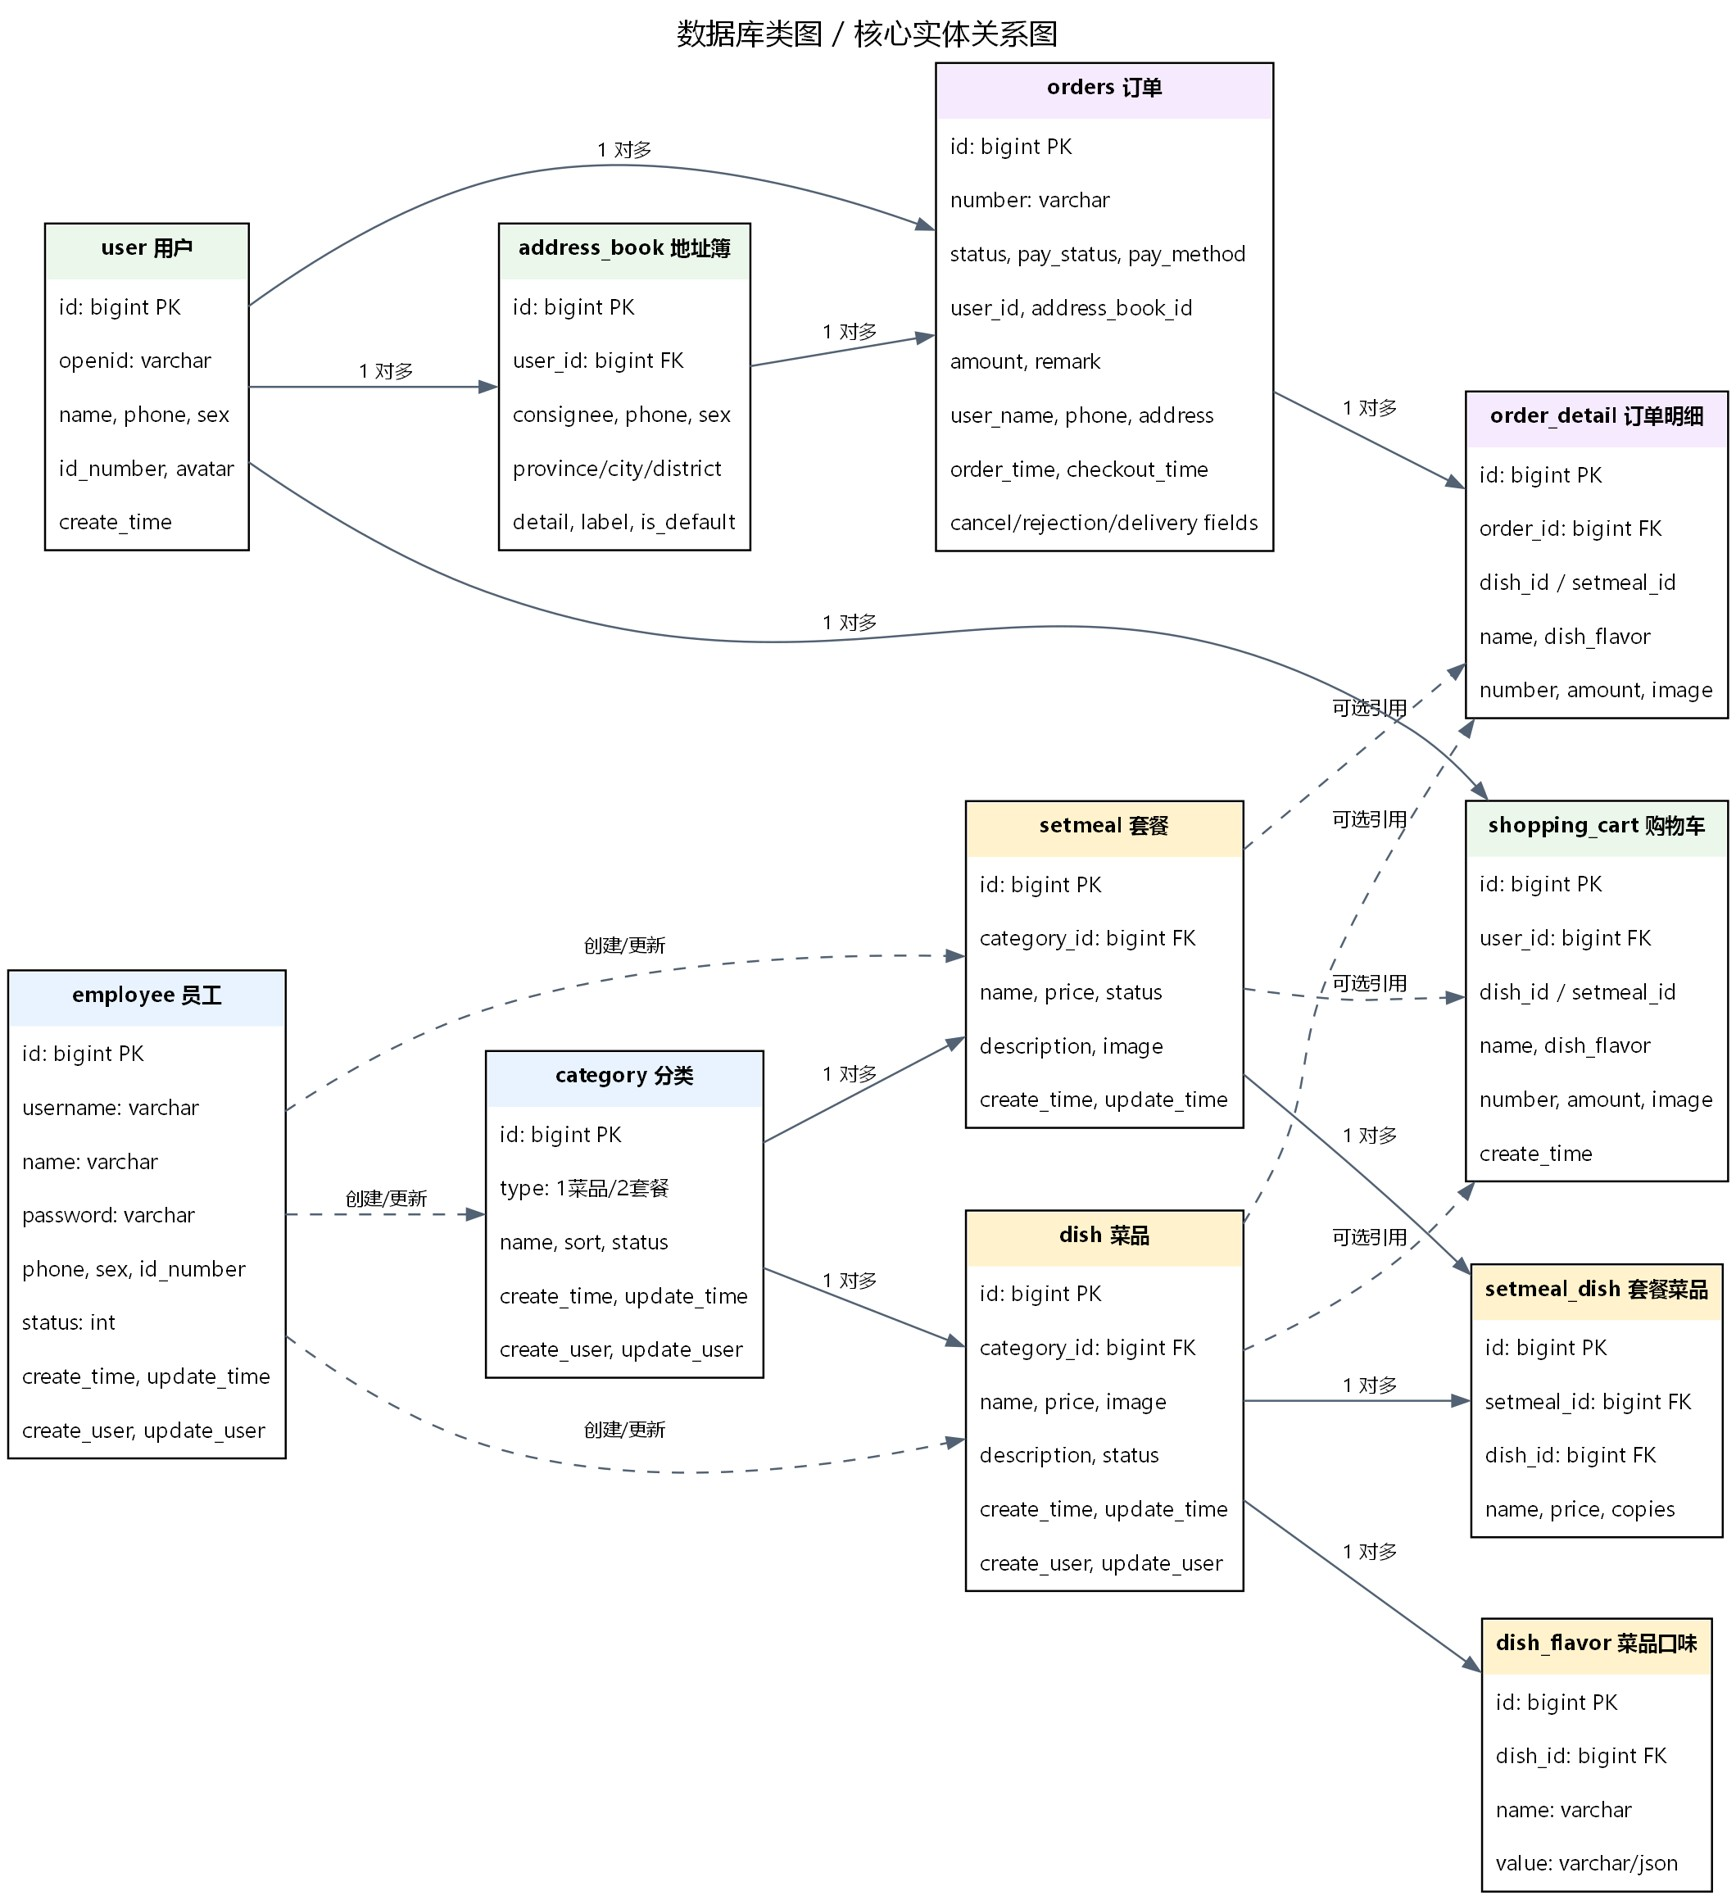 数据库类图 / 核心实体关系图
orders 订单
id: bigint PK
number: varchar
status, pay_status, pay_method
user_id, address_book_id
amount, remark
user_name, phone, address
order_time, checkout_time
cancel/rejection/delivery fields
1 对多
user 用户
id: bigint PK
openid: varchar
name, phone, sex
id_number, avatar
create_time
1 对多
address_book 地址簿
id: bigint PK
user_id: bigint FK
consignee, phone, sex
province/city/district
detail, label, is_default
1 对多
1 对多
order_detail 订单明细
id: bigint PK
order_id: bigint FK
dish_id / setmeal_id
name, dish_flavor
number, amount, image
1 对多
可选引用
可选引用
setmeal 套餐
id: bigint PK
category_id: bigint FK
name, price, status
description, image
create_time, update_time
shopping_cart 购物车
id: bigint PK
user_id: bigint FK
dish_id / setmeal_id
name, dish_flavor
number, amount, image
create_time
创建/更新
可选引用
employee 员工
id: bigint PK
username: varchar
name: varchar
password: varchar
phone, sex, id_number
status: int
create_time, update_time
create_user, update_user
创建/更新
category 分类
id: bigint PK
type: 1菜品/2套餐
name, sort, status
create_time, update_time
create_user, update_user
1 对多
1 对多
1 对多
可选引用
dish 菜品
id: bigint PK
category_id: bigint FK
name, price, image
description, status
create_time, update_time
create_user, update_user
创建/更新
1 对多
setmeal_dish 套餐菜品
id: bigint PK
setmeal_id: bigint FK
dish_id: bigint FK
name, price, copies
1 对多
dish_flavor 菜品口味
id: bigint PK
dish_id: bigint FK
name: varchar
value: varchar/json